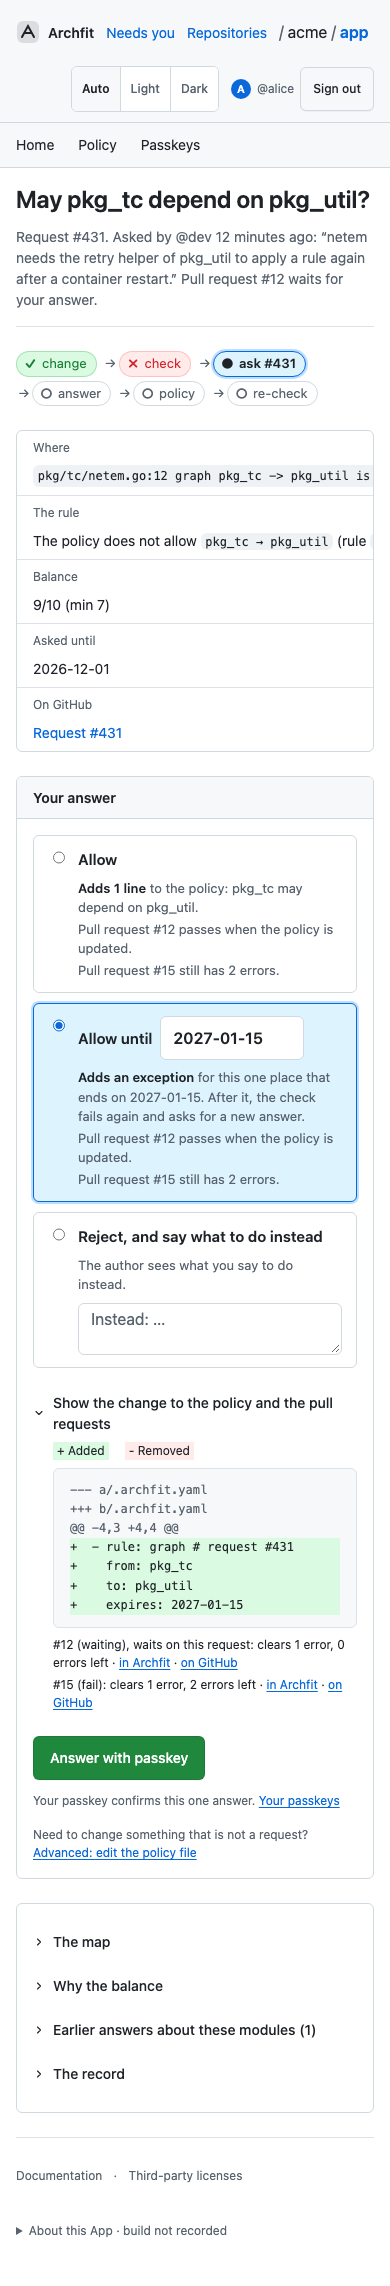 Archfit Needs you Repositories / acme / app
Auto Light Dark A @alice Sign out
Home Policy Passkeys
May pkg_tc depend on pkg_util?
Request #431. Asked by @dev 12 minutes ago: “netem
needs the retry helper of pkg_util to apply a rule again
after a container restart.” Pull request #12 waits for
your answer.
change → check → ask #431
→ answer → policy → re-check
Where
pkg/tc/netem.go:12 graph pkg_tc -> pkg_util is
The rule
The policy does not allow pkg_tc → pkg_util (rule
Balance
9/10 (min 7)
Asked until
2026-12-01
On GitHub
Request #431
Your answer
Allow
Adds 1 line to the policy: pkg_tc may
depend on pkg_util.
Pull request #12 passes when the policy is
updated.
Pull request #15 still has 2 errors.
Allow until 2027-01-15
Adds an exception for this one place that
ends on 2027-01-15. After it, the check
fails again and asks for a new answer.
Pull request #12 passes when the policy is
updated.
Pull request #15 still has 2 errors.
Reject, and say what to do instead
The author sees what you say to do
instead.
Instead: ...
Show the change to the policy and the pull
requests
+ Added - Removed
--- a/.archfit.yaml
+++ b/.archfit.yaml
@@ -4,3 +4,4 @@
+  - rule: graph # request #431
+    from: pkg_tc
+    to: pkg_util
+    expires: 2027-01-15
#12 (waiting), waits on this request: clears 1 error, 0
errors left · in Archfit · on GitHub
#15 (fail): clears 1 error, 2 errors left · in Archfit · on
GitHub
Answer with passkey
Your passkey confirms this one answer. Your passkeys
Need to change something that is not a request?
Advanced: edit the policy file
The map
Why the balance
Earlier answers about these modules (1)
The record
Documentation · Third-party licenses
About this App · build not recorded